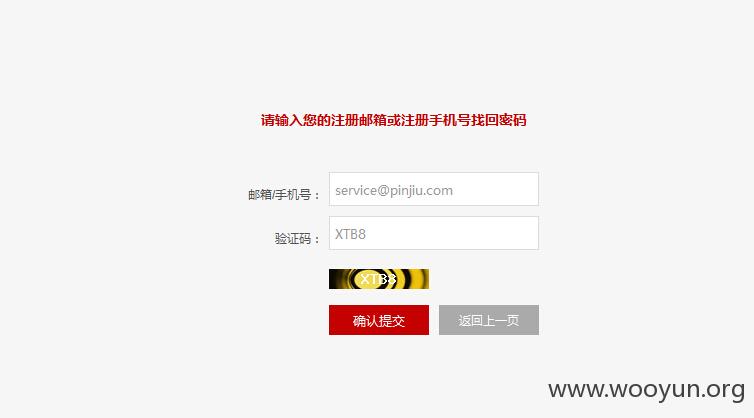 请输入您的注册邮箱或注册手机号找回密码
邮箱/手机号： service@pinjiu.com
验证码： XTB8
XTB8
确认提交 返回上一页
www.wooyun.org